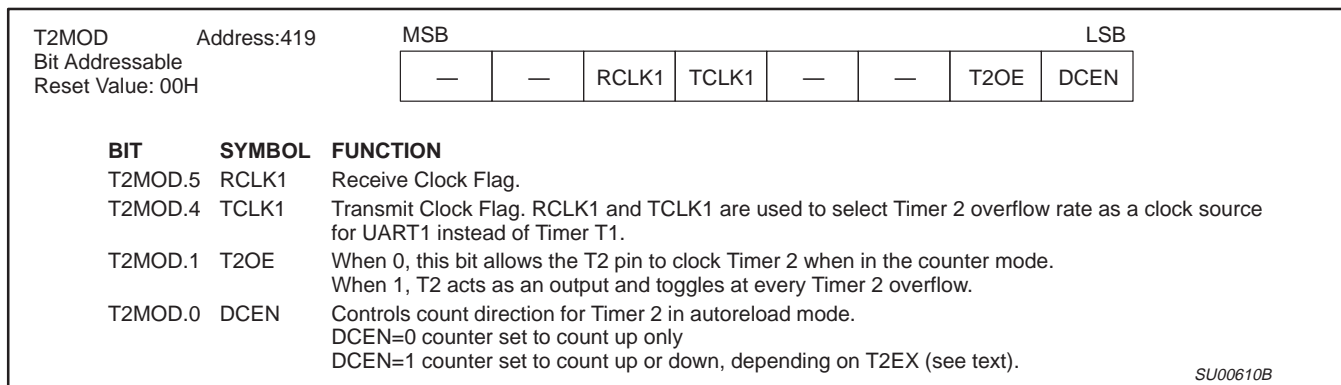 T2MOD Address:419 MSB LSB
Bit Addressable
Reset Value: 00H
— — RCLK1 TCLK1 — — T2OE DCEN
BIT SYMBOL FUNCTION
T2MOD.5 RCLK1 Receive Clock Flag.
T2MOD.4 TCLK1 Transmit Clock Flag. RCLK1 and TCLK1 are used to select Timer 2 overflow rate as a clock source
for UART1 instead of Timer T1.
T2MOD.1 T2OE When 0, this bit allows the T2 pin to clock Timer 2 when in the counter mode.
When 1, T2 acts as an output and toggles at every Timer 2 overflow.
T2MOD.0 DCEN Controls count direction for Timer 2 in autoreload mode.
DCEN=0 counter set to count up only
DCEN=1 counter set to count up or down, depending on T2EX (see text).
SU00610B